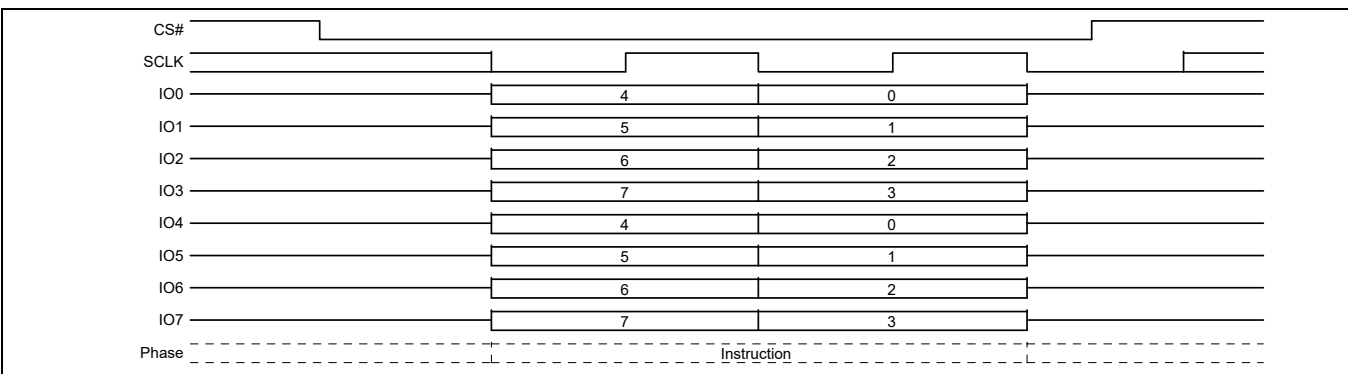 CS#
SCLK
IO0 4 0
IO1 5 1
IO2 6 2
IO3 7 3
IO4 4 0
IO5 5 1
IO6 6 2
IO7 7 3
Phase Instruction